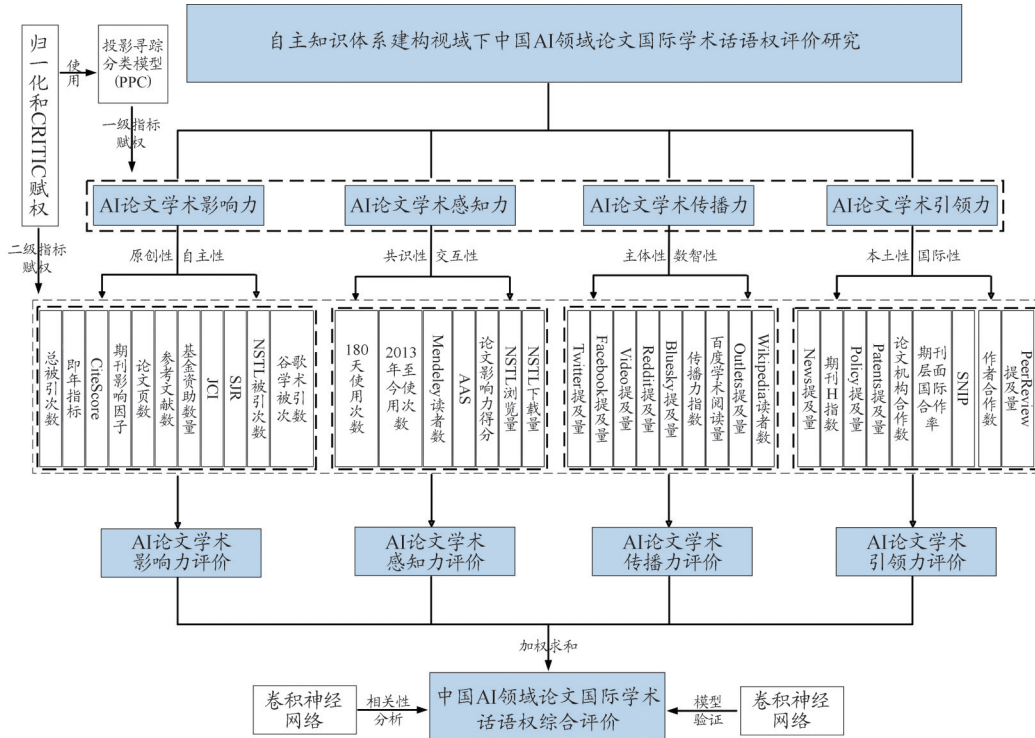 自主知识体系建构视域下中国AI领域论文国际学术话语权评价研究
归一化和CRITIC赋权
使用
投影寻踪
分类模型
(PPC)
一级指标
赋权
AI论文学术影响力
AI论文学术感知力
AI论文学术传播力
AI论文学术引领力
二级指标
赋权
原创性 自主性
共识性 交互性
主体性 数智性
本土性 国际性
总被引次数
即年指标
CiteScore
期刊影响因子
论文页数
参考文献数
基金资助数量
JCI
SJR
NSTL被引次数
谷歌
学术
被引
次数
180
天使用次数
2013
年至
今使
用次
数
Mendeley读者数
AAS
论文影响力得分
NSTL浏览量
NSTL下载量
Twitter提及量
Facebook提及量
Video提及量
Reddit提及量
Bluesky提及量
传播力指数
百度学术阅读量
Outlets提及量
Wikipedia读者数
News提及量
期刊H指数
Policy提及量
Patents提及量
论文机构合作数
期刊
层面
国际
合作
率
SNIP
作者合作数
PeerReview
提及量
AI论文学术
影响力评价
AI论文学术
感知力评价
AI论文学术
传播力评价
AI论文学术
引领力评价
加权求和
卷积神经
网络
相关性
分析
中国AI领域论文国际学术
话语权综合评价
模型
验证
卷积神经
网络